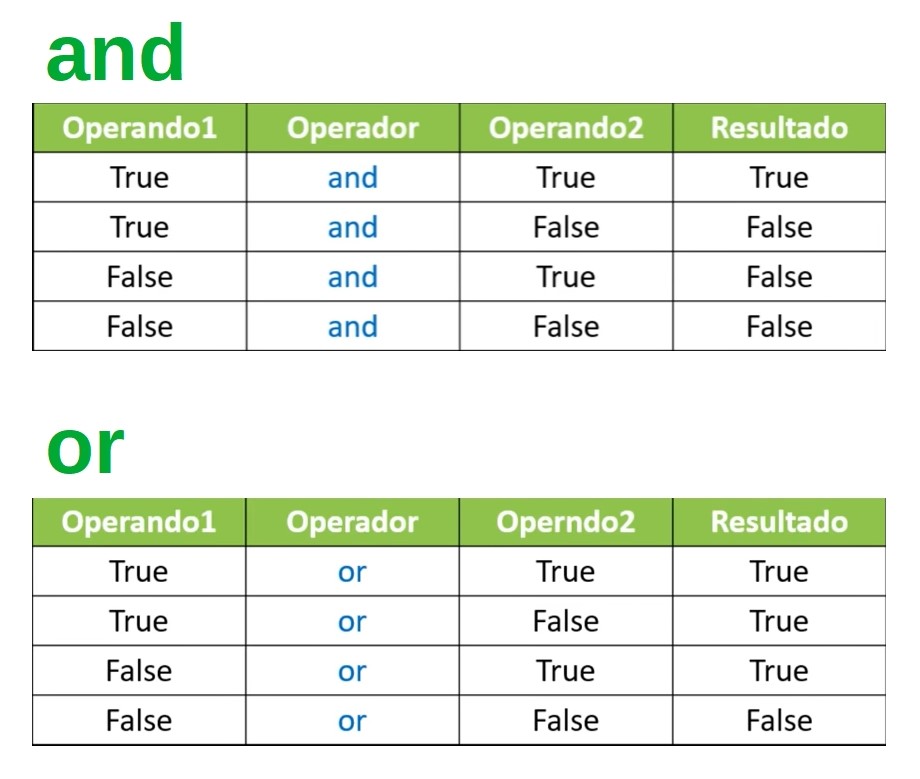 and
Operando1 Operador Operando2 Resultado
True and True True
True and False False
False and True False
False and False False
or
Operando1 Operador Operndo2 Resultado
True or True True
True or False True
False or True True
False or False False